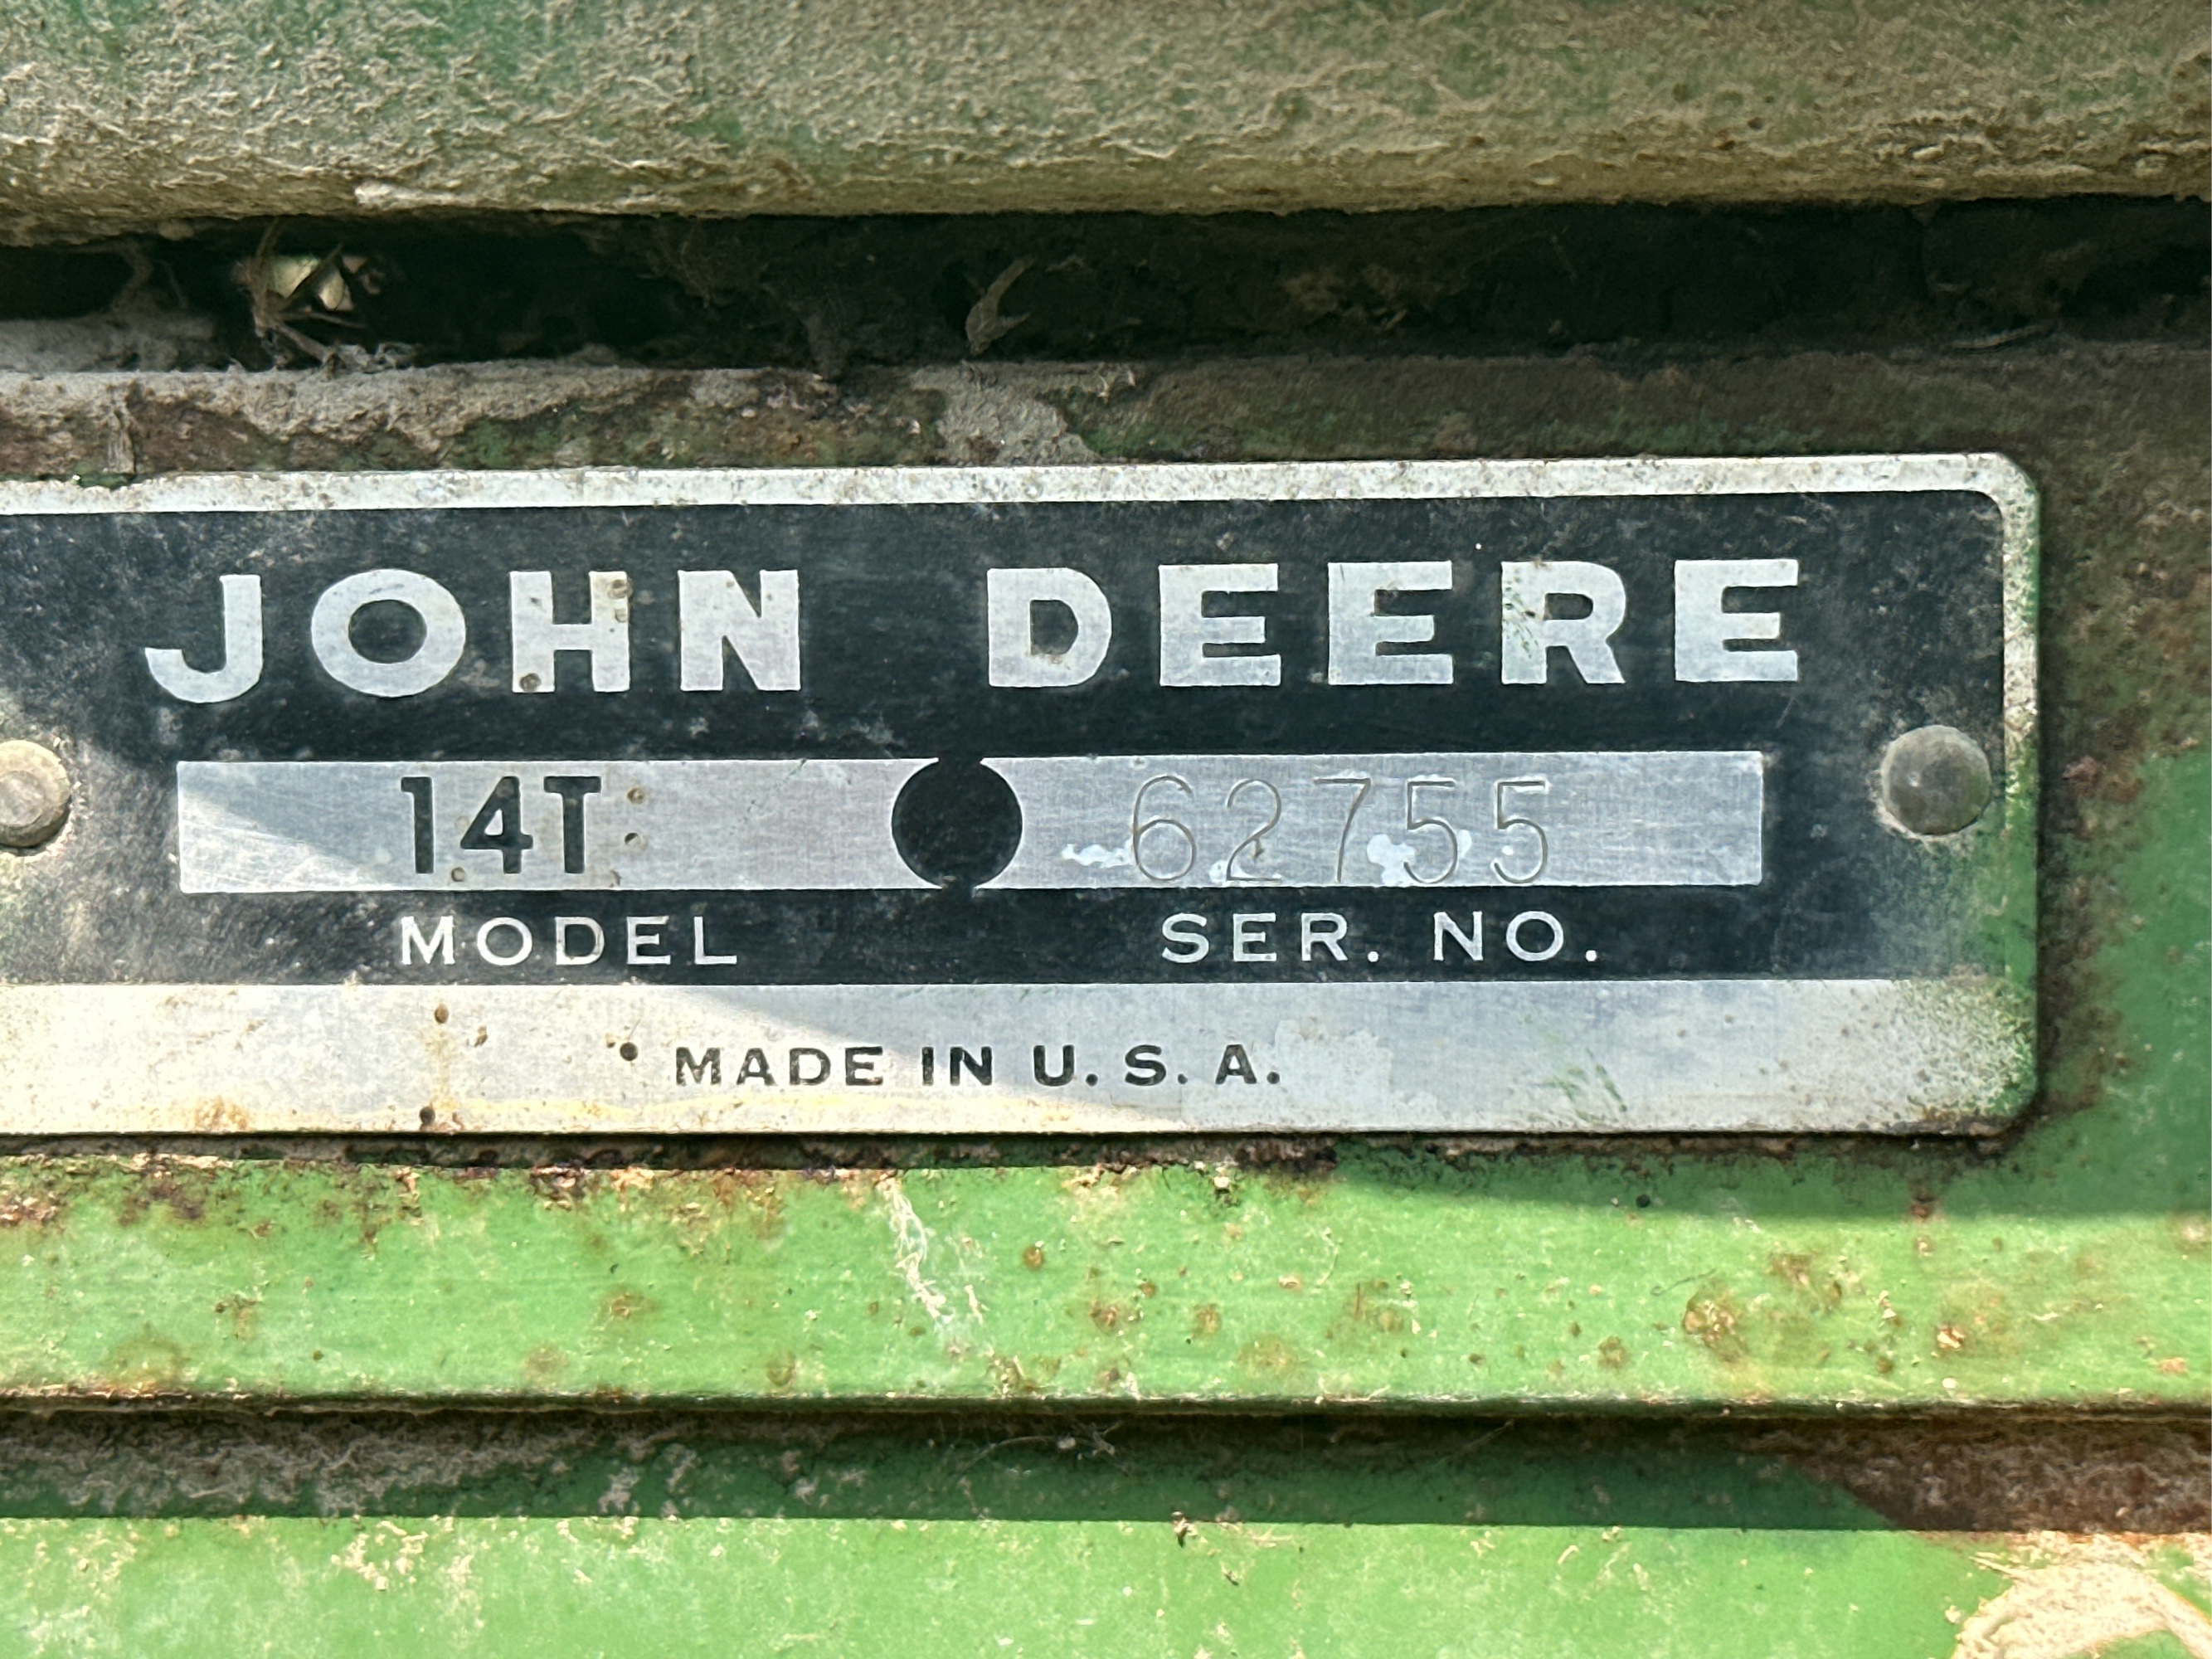 JOHN DEERE
14T 62755
MODEL SER. NO.
MADE IN U.S.A.